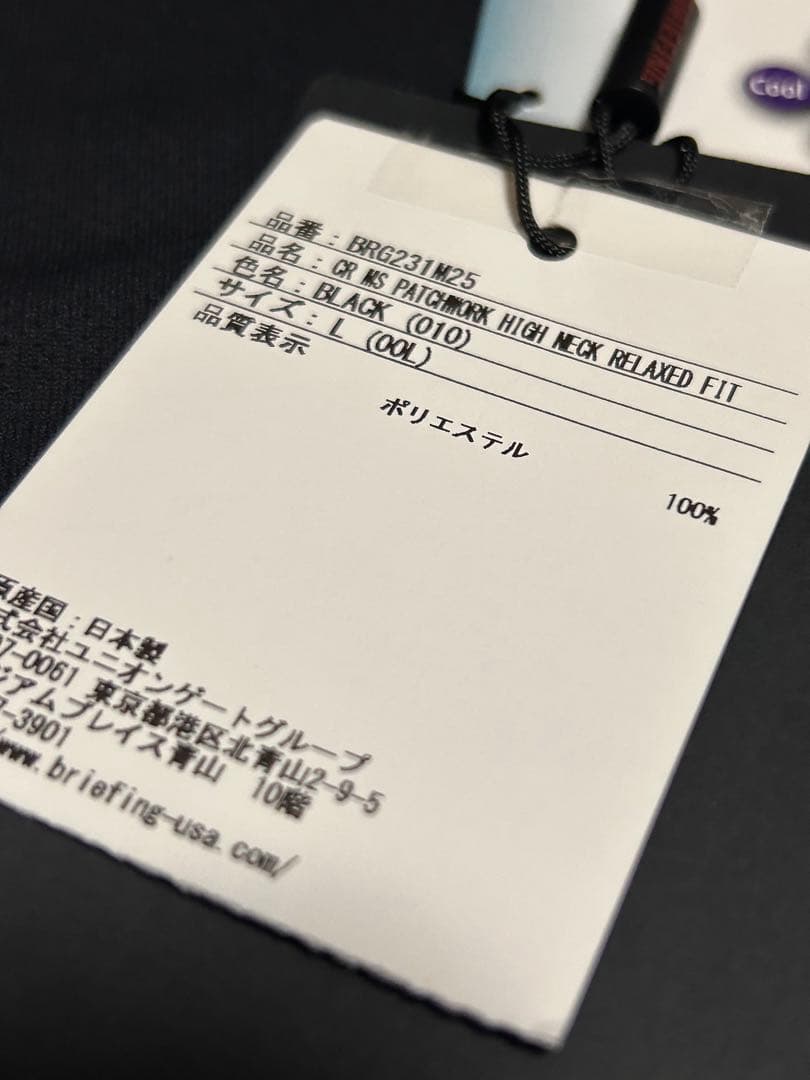 Cool
品番：BRG231M25
品名：CR MS PATCHWORK HIGH NECK RELAXED FIT
色名：BLACK (010)
サイズ：L (00L)
品質表示
ポリエステル
100%
原産国：日本製
式会社ユニオンゲートグループ
07-0061 東京都港区北青山2-9-5
ジアムプレイス青山 10階
-3901
www.briefing-usa.com/